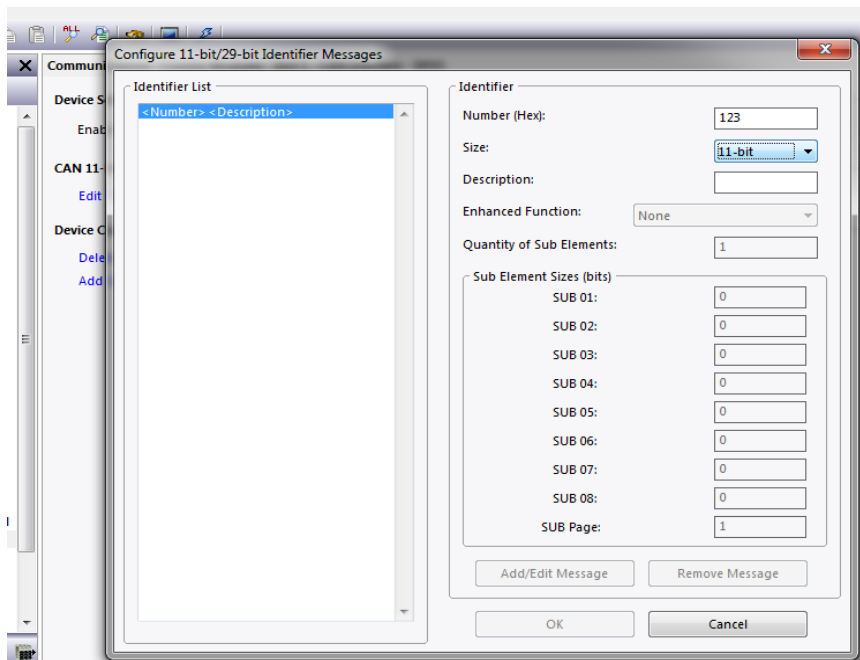 ALL
Configure 11-bit/29-bit Identifier Messages
Communi
Device S
Enab
CAN 11-
Edit
Device C
Dele
Add
Identifier List
<Number> <Description>
Identifier
Number (Hex): 123
Size: 11-bit
Description:
Enhanced Function: None
Quantity of Sub Elements: 1
Sub Element Sizes (bits)
SUB 01: 0
SUB 02: 0
SUB 03: 0
SUB 04: 0
SUB 05: 0
SUB 06: 0
SUB 07: 0
SUB 08: 0
SUB Page: 1
Add/Edit Message Remove Message
OK Cancel